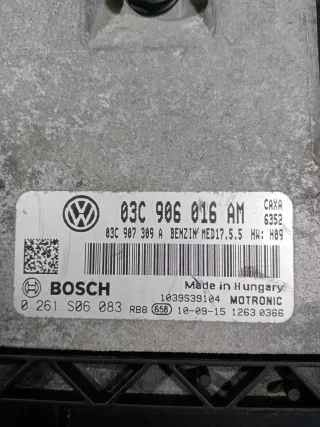 03C 906 016 AM CAXA
6352
03C 907 309 A BENZIN MED17.5.5 HW: H09
BOSCH Made in Hungary
1039S39104 MOTRONIC
0 261 S06 083 RBB 658 10-09-15 1263 0366